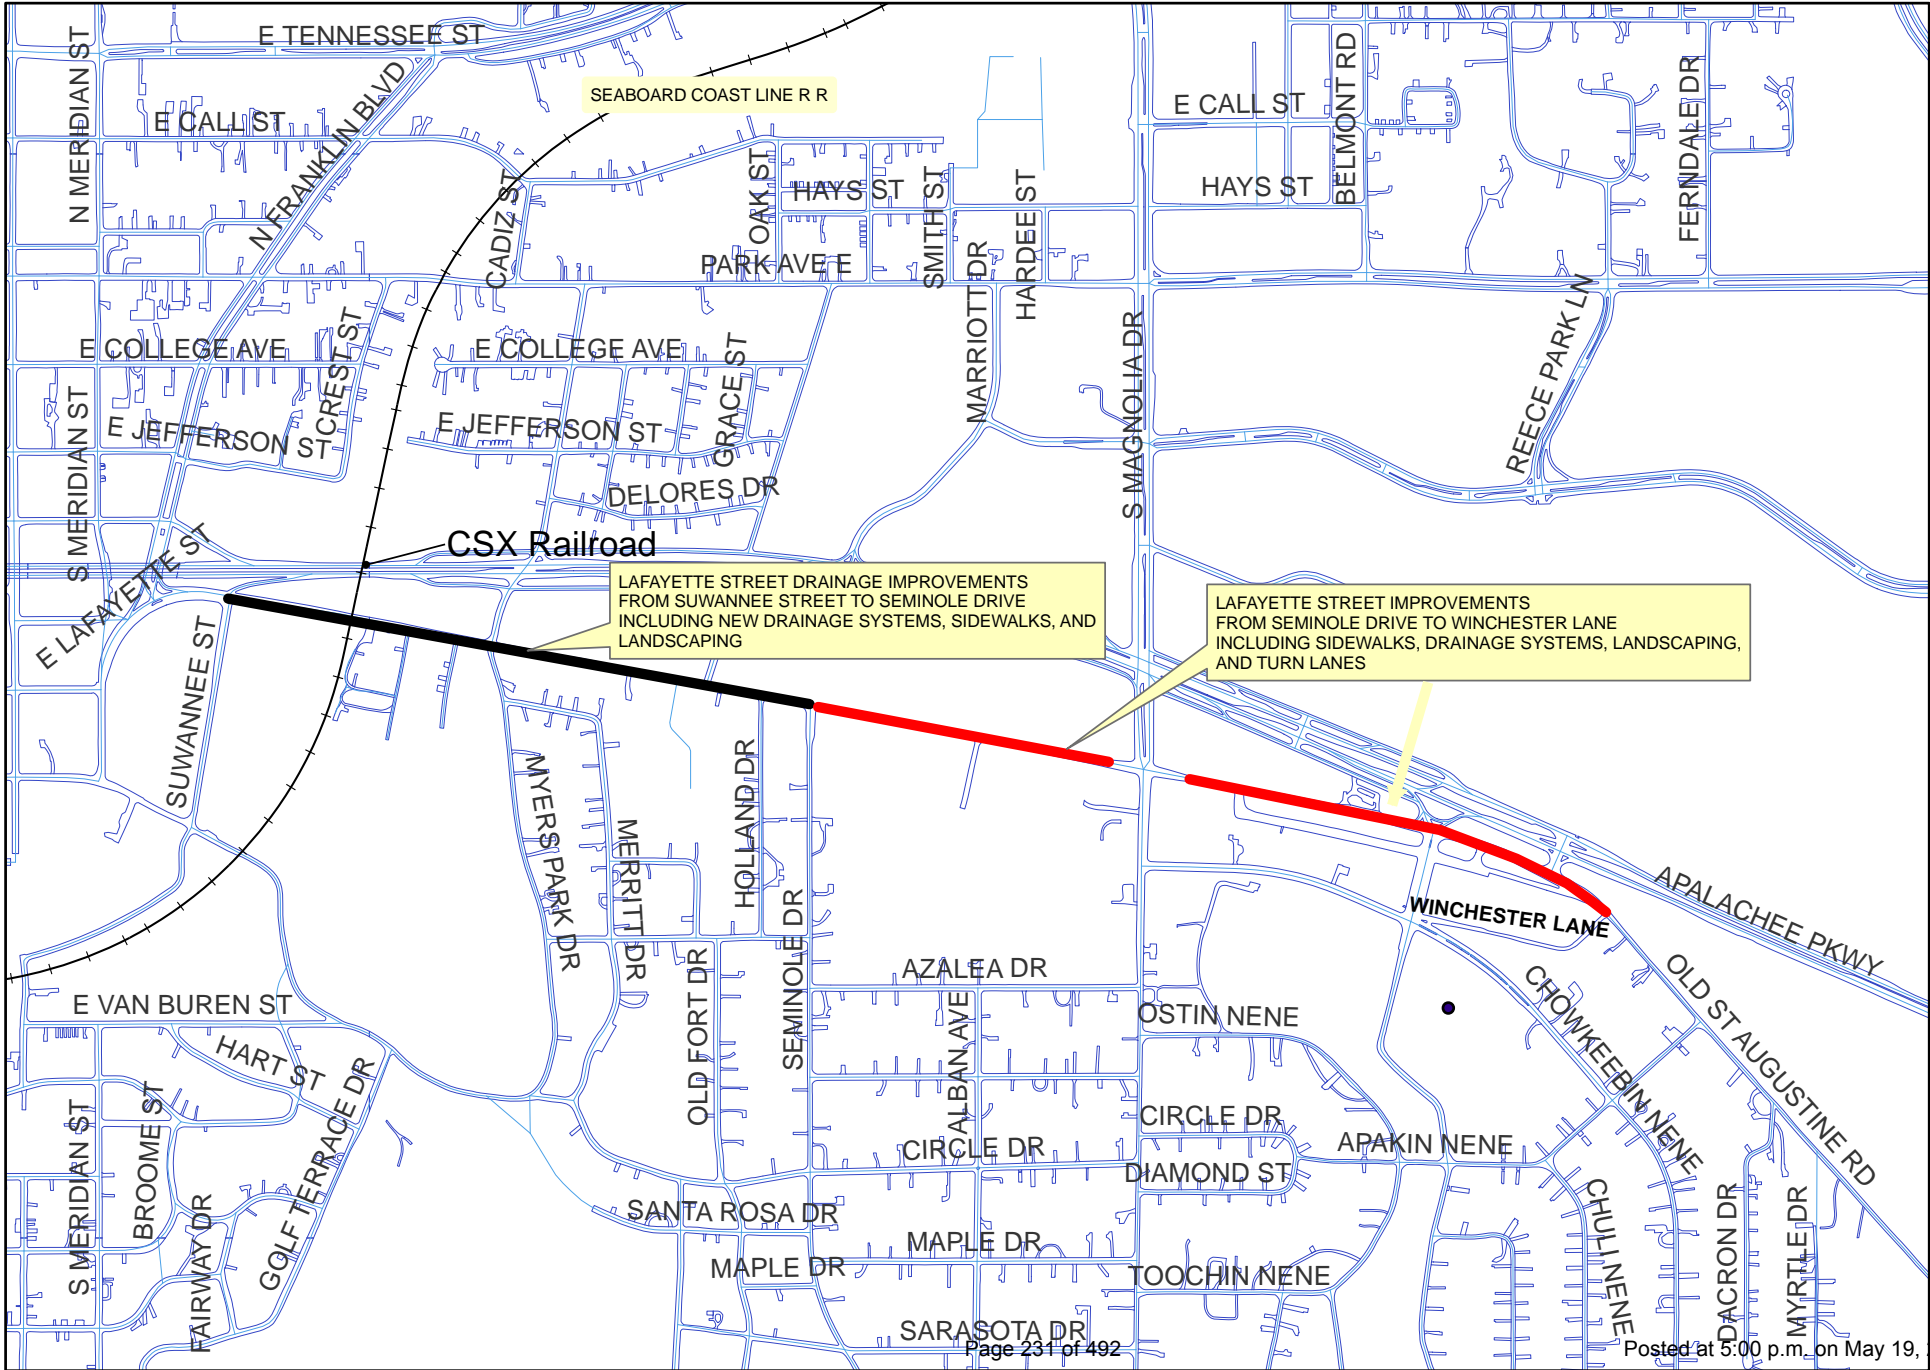 E TENNESSEE ST
N MERIDIAN ST
E CALL ST
N FRANKLIN BLVD
SEABOARD COAST LINE R R
CADIZ ST
OAK ST
HAYS ST
SMITH ST
HARDEE ST
PARK AVE E
MARRIOTT DR
E CALL ST
HAYS ST
BELMONT RD
FERNDALE DR
E COLLEGE AVE
CREST ST
E COLLEGE AVE
GRACE ST
S MERIDIAN ST
E JEFFERSON ST
E JEFFERSON ST
DELORES DR
S MAGNOLIA DR
REECE PARK LN
CSX Railroad
E LAFAYETTE ST
LAFAYETTE STREET DRAINAGE IMPROVEMENTS
FROM SUWANNEE STREET TO SEMINOLE DRIVE
INCLUDING NEW DRAINAGE SYSTEMS, SIDEWALKS, AND
LANDSCAPING
LAFAYETTE STREET IMPROVEMENTS
FROM SEMINOLE DRIVE TO WINCHESTER LANE
INCLUDING SIDEWALKS, DRAINAGE SYSTEMS, LANDSCAPING,
AND TURN LANES
SUWANNEE ST
MYERS PARK DR
MERRITT DR
HOLLAND DR
SEMINOLE DR
OLD FORT DR
WINCHESTER LANE
APALACHEE PKWY
OLD ST AUGUSTINE RD
CHOWKEEBIN NENE
AZALEA DR
ALBAN AVE
OSTIN NENE
E VAN BUREN ST
HART ST
GOLF TERRACE DR
BROOME ST
S MERIDIAN ST
FAIRWAY DR
CIRCLE DR
CIRCLE DR
DIAMOND ST
APAKIN NENE
SANTA ROSA DR
MAPLE DR
MAPLE DR
TOOCHIN NENE
CHULI NENE
DACRON DR
MYRTLE DR
SARASOTA DR
Page 231 of 492
Posted at 5:00 p.m. on May 19,